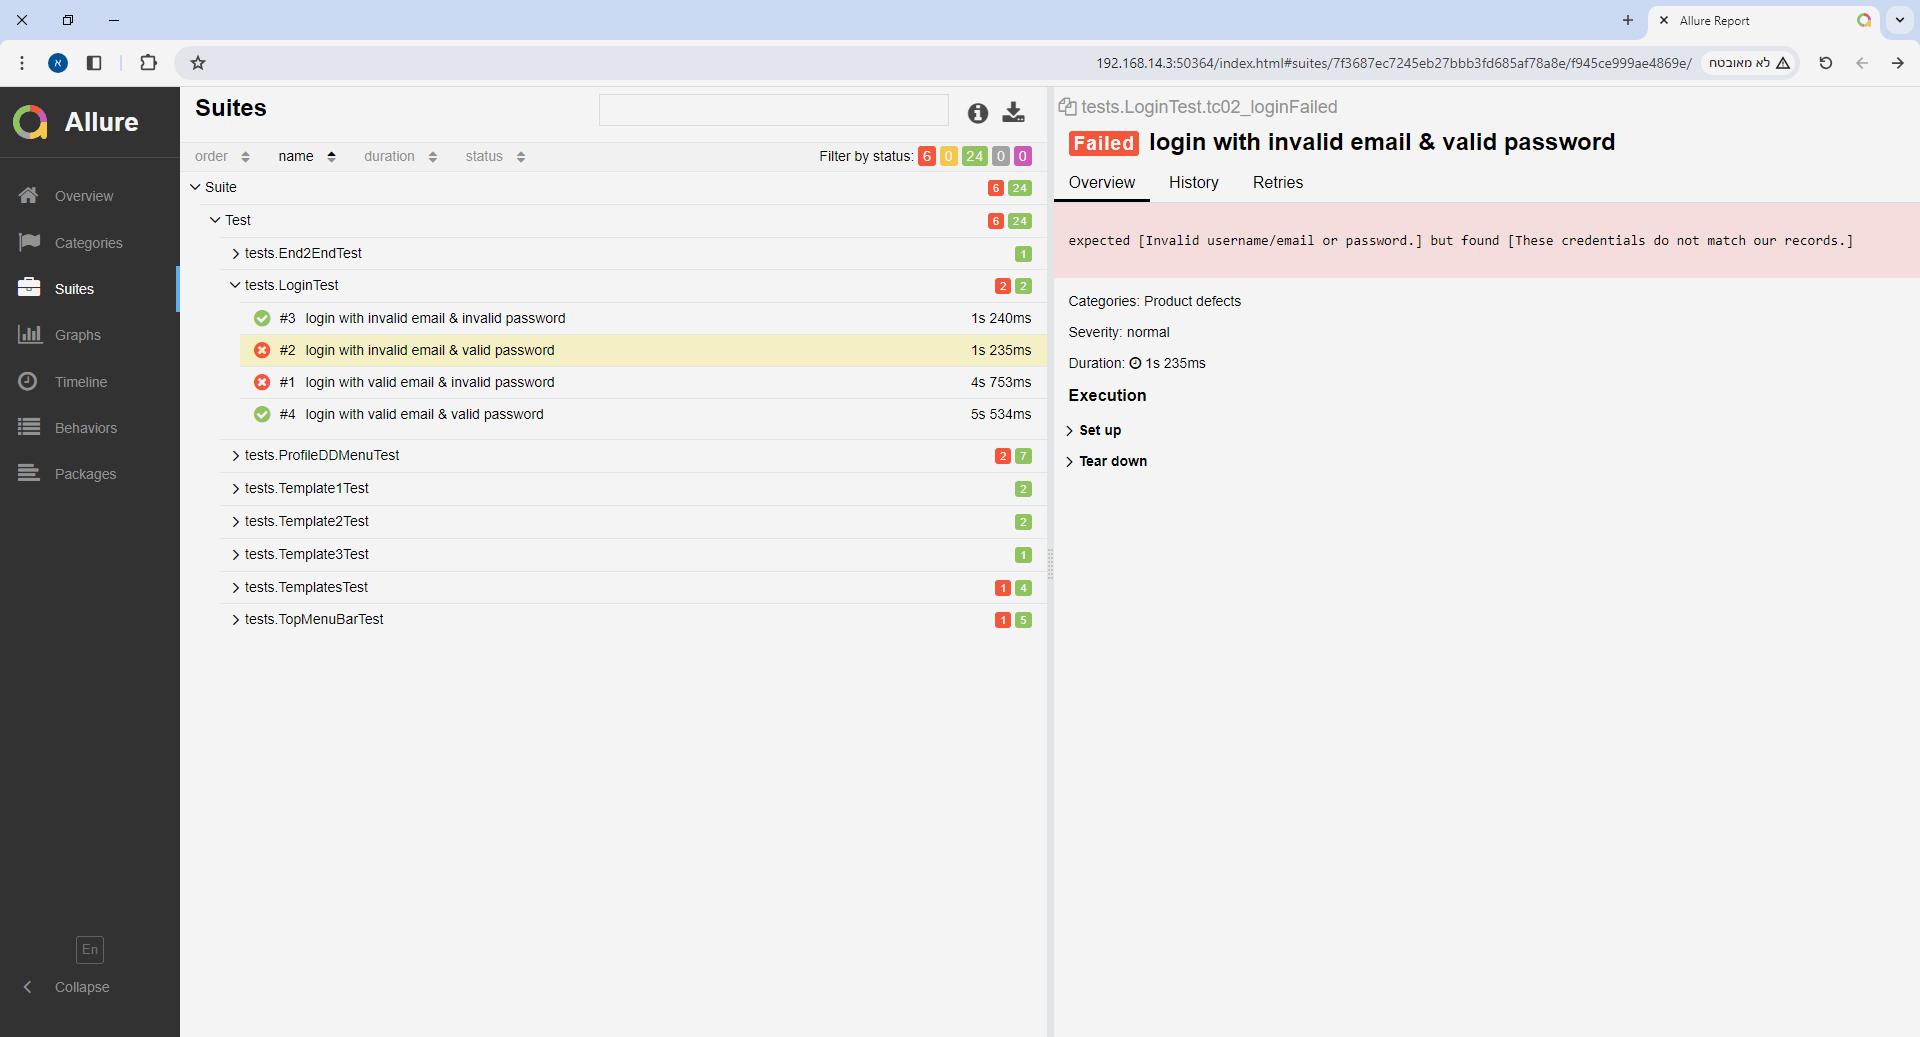 Allure Report
192.168.14.3:50364/index.html#suites/7f3687ec7245eb27bbb3fd685af78a8e/f945ce999ae4869e/
לא מאובטח
א
Allure
Overview
Categories
Suites
Graphs
Timeline
Behaviors
Packages
En
Collapse
Suites
order name duration status Filter by status: 6 0 24 0 0
Suite 6 24
Test 6 24
tests.End2EndTest 1
tests.LoginTest 2 2
#3 login with invalid email & invalid password 1s 240ms
#2 login with invalid email & valid password 1s 235ms
#1 login with valid email & invalid password 4s 753ms
#4 login with valid email & valid password 5s 534ms
tests.ProfileDDMenuTest 2 7
tests.Template1Test 2
tests.Template2Test 2
tests.Template3Test 1
tests.TemplatesTest 1 4
tests.TopMenuBarTest 1 5
tests.LoginTest.tc02_loginFailed
Failed login with invalid email & valid password
Overview History Retries
expected [Invalid username/email or password.] but found [These credentials do not match our records.]
Categories: Product defects
Severity: normal
Duration: 1s 235ms
Execution
Set up
Tear down